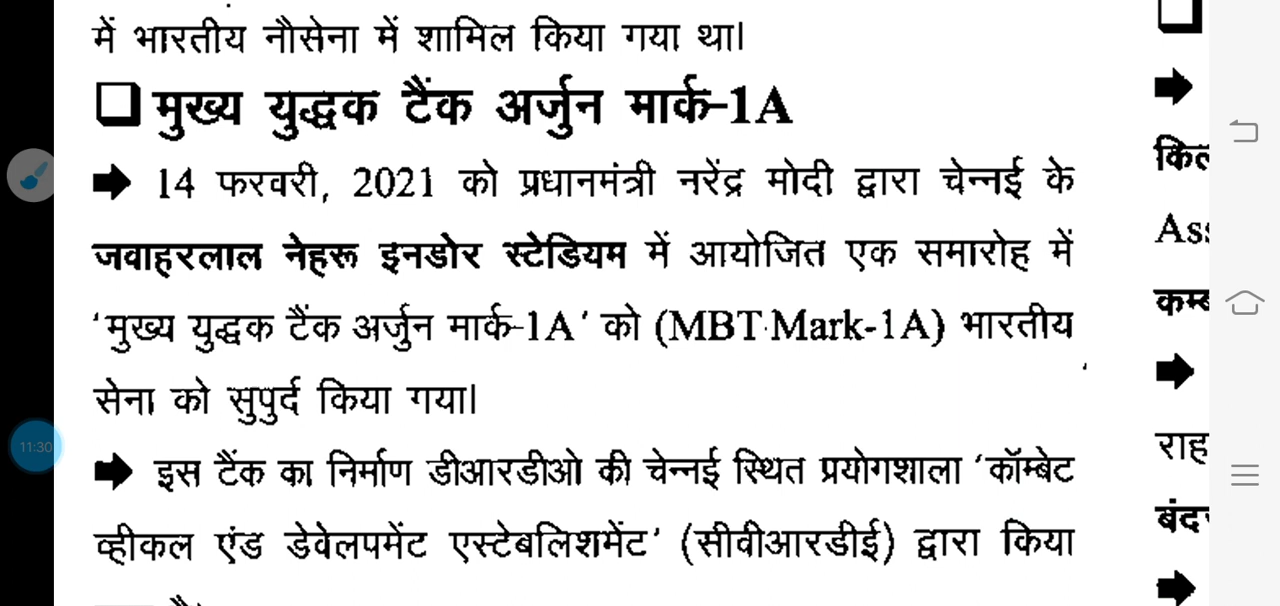 में भारतीय नौसेना में शामिल किया गया था।
मुख्य युद्धक टैंक अर्जुन मार्क-1A
14 फरवरी, 2021 को प्रधानमंत्री नरेंद्र मोदी द्वारा चेन्नई के
जवाहरलाल नेहरू इनडोर स्टेडियम में आयोजित एक समारोह में
‘मुख्य युद्धक टैंक अर्जुन मार्क-1A’ को (MBT Mark-1A) भारतीय
सेना को सुपुर्द किया गया।
इस टैंक का निर्माण डीआरडीओ की चेन्नई स्थित प्रयोगशाला ‘कॉम्बेट
व्हीकल एंड डेवेलपमेंट एस्टेबलिशमेंट’ (सीवीआरडीई) द्वारा किया
11:30